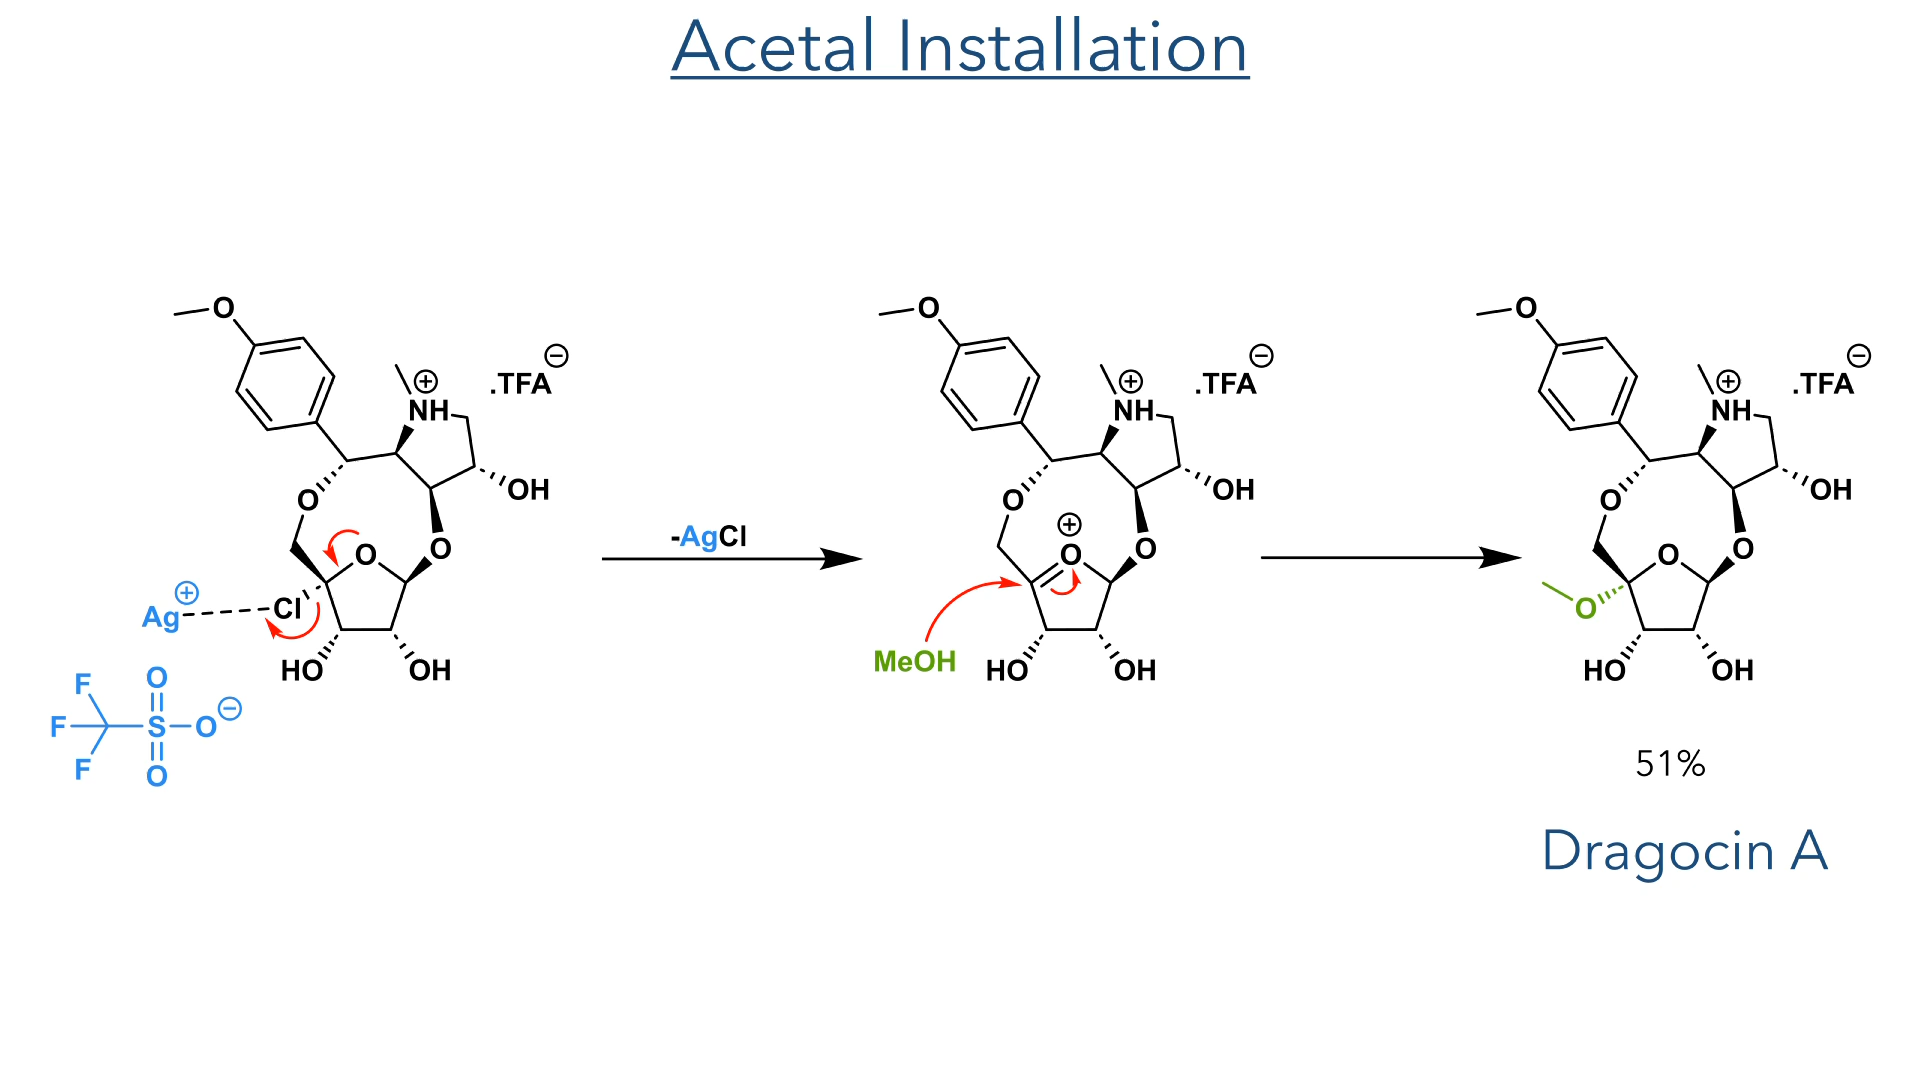 Acetal Installation
O
NH
⊕
.TFA
⊖
O
OH
O
O
Cl
Ag
⊕
HO
OH
F
F
F
O
S
O
O
⊖
-AgCl
O
NH
⊕
.TFA
⊖
O
OH
⊕
O
O
MeOH
HO
OH
O
NH
⊕
.TFA
⊖
O
OH
O
O
O
HO
OH
51%
Dragocin A